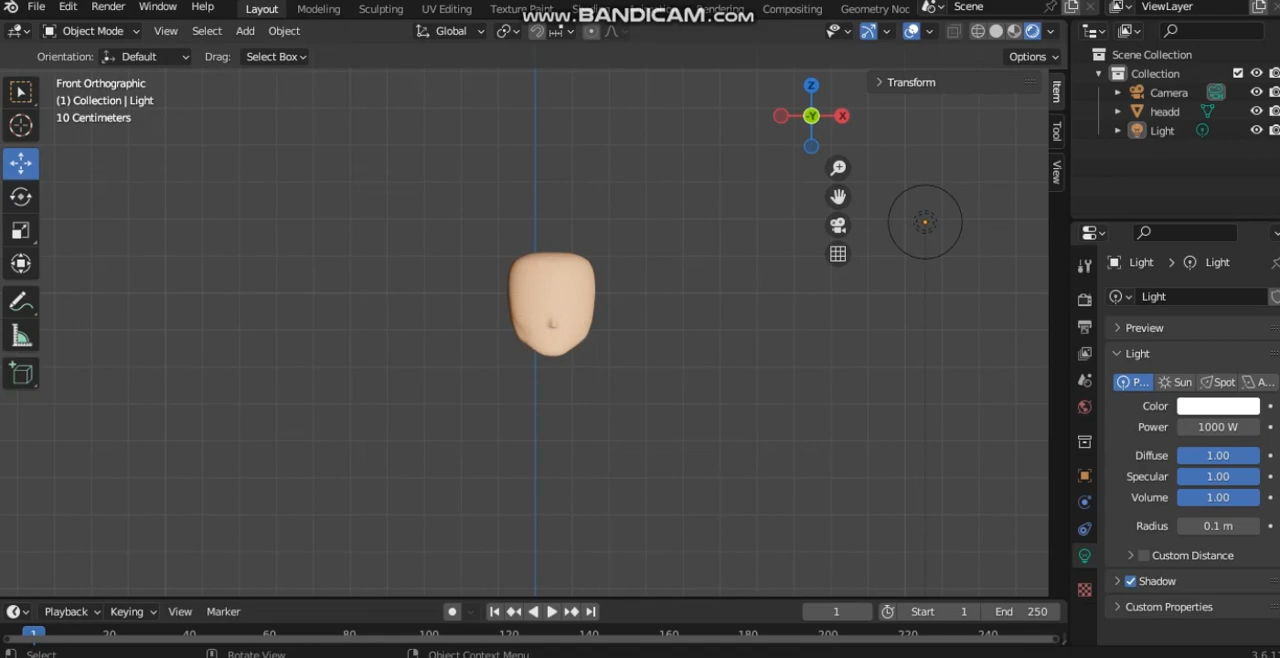 File Edit Render Window Help Layout Modeling Sculpting UV Editing Texture Paint Rendering Compositing Geometry Noc Scene ViewLayer
www.BANDICAM.com
Object Mode View Select Add Object Global
Orientation: Default Drag: Select Box Options
Front Orthographic
(1) Collection | Light
10 Centimeters
Transform
Item
Tool
View
Z
-Y X
Scene Collection
Collection
Camera
headd
Light
Light > Light
Light
Preview
Light
P... Sun Spot A...
Color
Power 1000 W
Diffuse 1.00
Specular 1.00
Volume 1.00
Radius 0.1 m
Custom Distance
Shadow
Custom Properties
Playback Keying View Marker 1 Start 1 End 250
1 20 40 60 80 100 120 140 160 180 200 220 240
Select Rotate View Object Context Menu 3.6.1